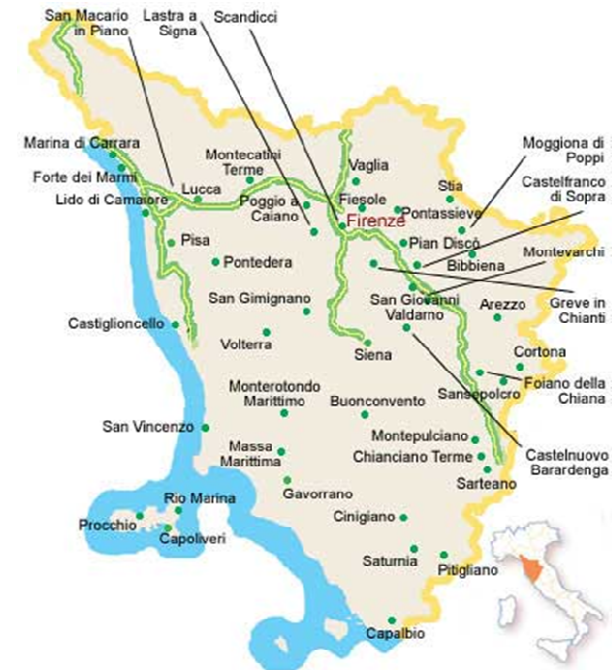 San Macario
in Piano
Lastra a
Signa
Scandicci
Marina di Carrara
Forte dei Marmi
Lido di Camaiore
Lucca
Montecatini
Terme
Vaglia
Poggio a
Caiano
Fiesole
Firenze
Pontassieve
Stia
Moggiona di
Poppi
Castelfranco
di Sopra
Pisa
Pontedera
Pian Discò
Bibbiena
Montevarchi
San Gimignano
San Giovanni
Valdarno
Arezzo
Greve in
Chianti
Castiglioncello
Volterra
Siena
Cortona
Monterotondo
Marittimo
Buonconvento
Sansepolcro
Foiano della
Chiana
San Vincenzo
Massa
Marittima
Montepulciano
Chianciano Terme
Castelnuovo
Barardenga
Sarteano
Gavorrano
Rio Marina
Procchio
Capoliveri
Cinigiano
Saturnia
Pitigliano
Capalbio